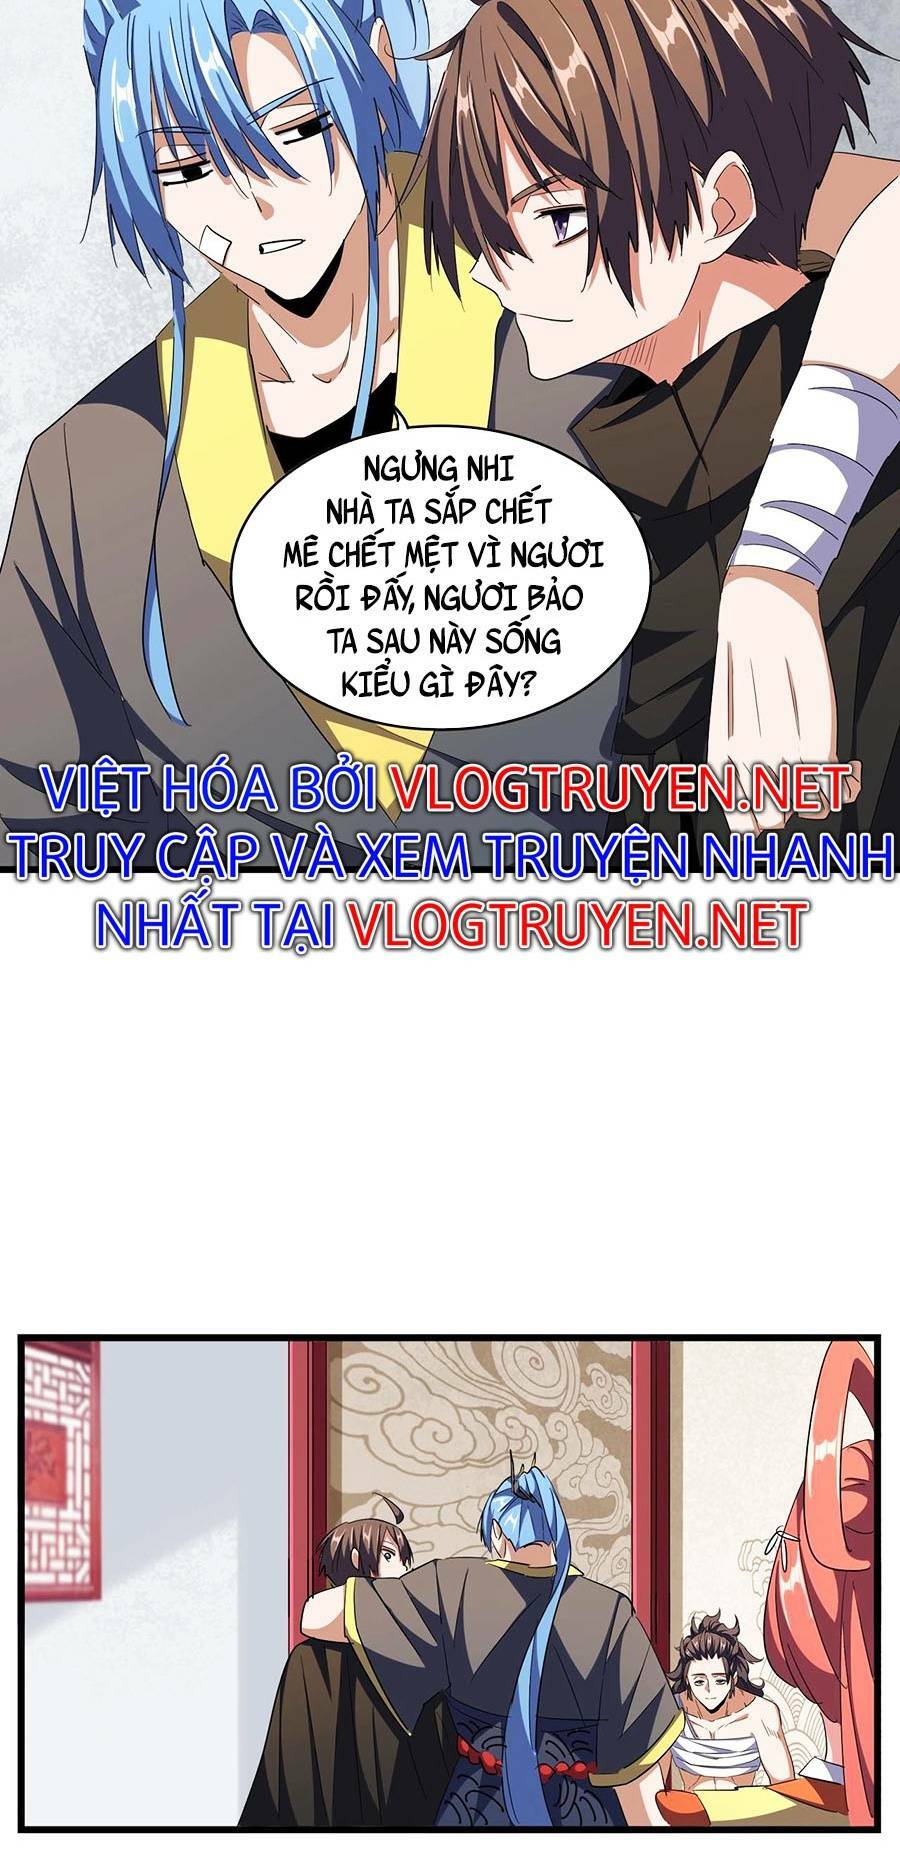 NGƯNG NHI
NHÀ TA SẮP CHẾT
MÊ CHẾT MỆT VÌ NGƯƠI
RỒI ĐẤY, NGƯƠI BẢO
TA SAU NÀY SỐNG
KIỂU GÌ ĐÂY?
VIỆT HÓA BỞI VLOGTRUYEN.NET
TRUY CẬP VÀ XEM TRUYỆN NHANH
NHẤT TẠI VLOGTRUYEN.NET